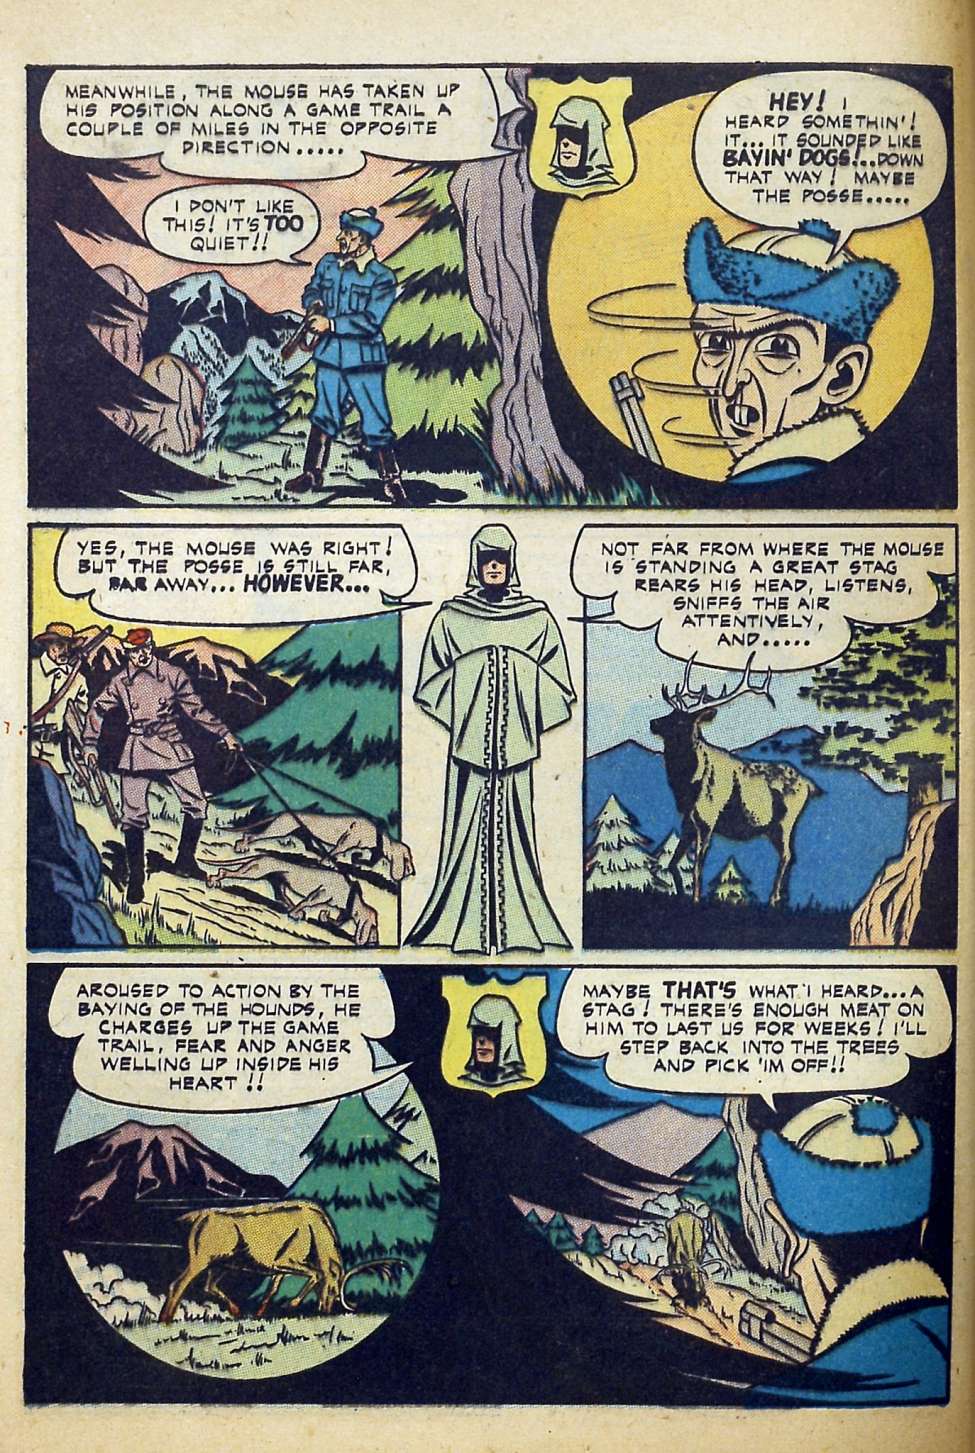 MEANWHILE, THE MOUSE HAS TAKEN UP
HIS POSITION ALONG A GAME TRAIL A
COUPLE OF MILES IN THE OPPOSITE
DIRECTION.....
I DON'T LIKE
THIS! IT'S TOO
QUIET!!
HEY! I
HEARD SOMETHIN'!
IT... IT SOUNDED LIKE
BAYIN' DOGS!...DOWN
THAT WAY! MAYBE
THE POSSE.....
YES, THE MOUSE WAS RIGHT!
BUT THE POSSE IS STILL FAR,
FAR AWAY... HOWEVER...
NOT FAR FROM WHERE THE MOUSE
IS STANDING A GREAT STAG
REARS HIS HEAD, LISTENS,
SNIFFS THE AIR
ATTENTIVELY,
AND.....
AROUSED TO ACTION BY THE
BAYING OF THE HOUNDS, HE
CHARGES UP THE GAME
TRAIL, FEAR AND ANGER
WELLING UP INSIDE HIS
HEART!!
MAYBE THAT'S WHAT I HEARD...A
STAG! THERE'S ENOUGH MEAT ON
HIM TO LAST US FOR WEEKS! I'LL
STEP BACK INTO THE TREES
AND PICK 'IM OFF!!